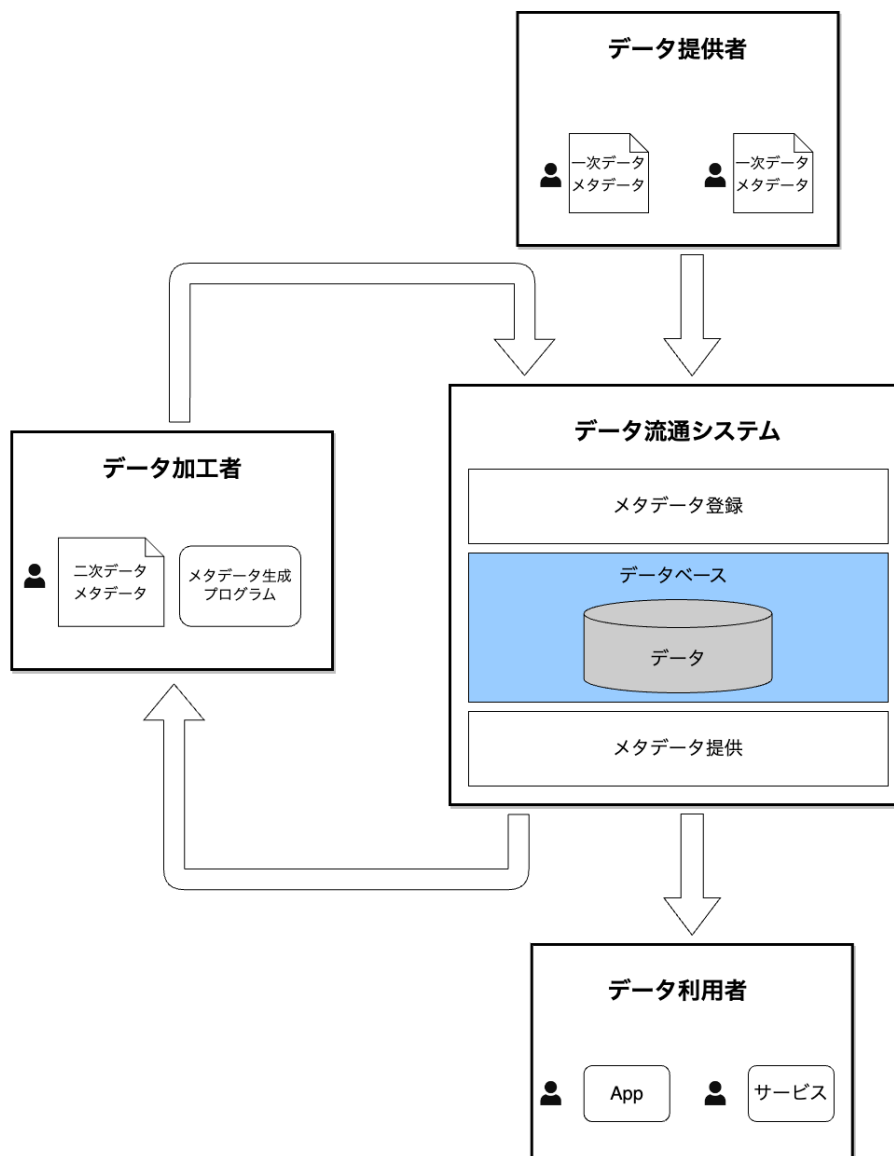 データ提供者
一次データ
メタデータ
一次データ
メタデータ
データ流通システム
メタデータ登録
データベース
データ
メタデータ提供
データ加工者
二次データ
メタデータ
メタデータ生成
プログラム
データ利用者
App
サービス